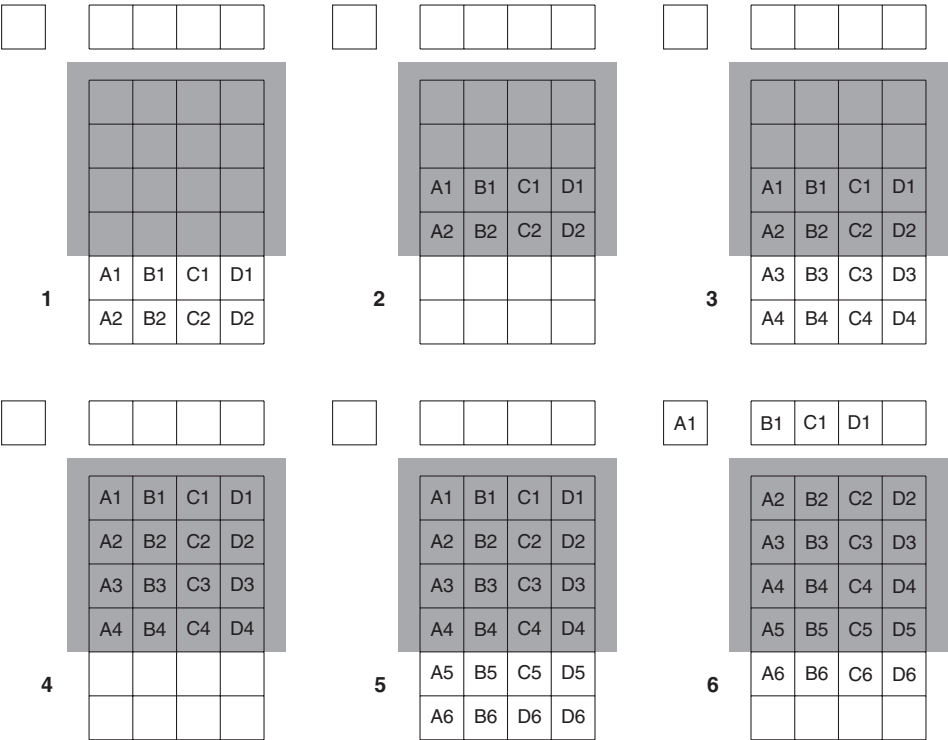 A1 B1 C1 D1
1
A2 B2 C2 D2
A1 B1 C1 D1
A2 B2 C2 D2
2
A1 B1 C1 D1
A2 B2 C2 D2
A3 B3 C3 D3
3
A4 B4 C4 D4
A1 B1 C1 D1
A2 B2 C2 D2
A3 B3 C3 D3
A4 B4 C4 D4
4
A1 B1 C1 D1
A2 B2 C2 D2
A3 B3 C3 D3
A4 B4 C4 D4
A5 B5 C5 D5
5
A6 B6 D6 D6
A1 B1 C1 D1
A2 B2 C2 D2
A3 B3 C3 D3
A4 B4 C4 D4
A5 B5 C5 D5
A6 B6 C6 D6
6